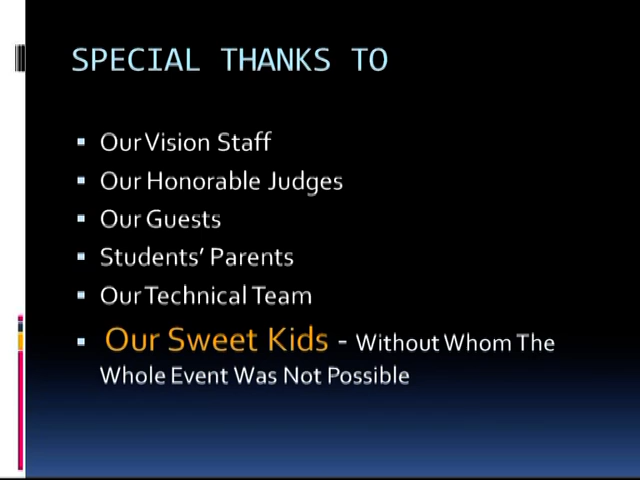 SPECIAL THANKS TO
Our Vision Staff
Our Honorable Judges
Our Guests
Students’ Parents
Our Technical Team
Our Sweet Kids - Without Whom The
Whole Event Was Not Possible